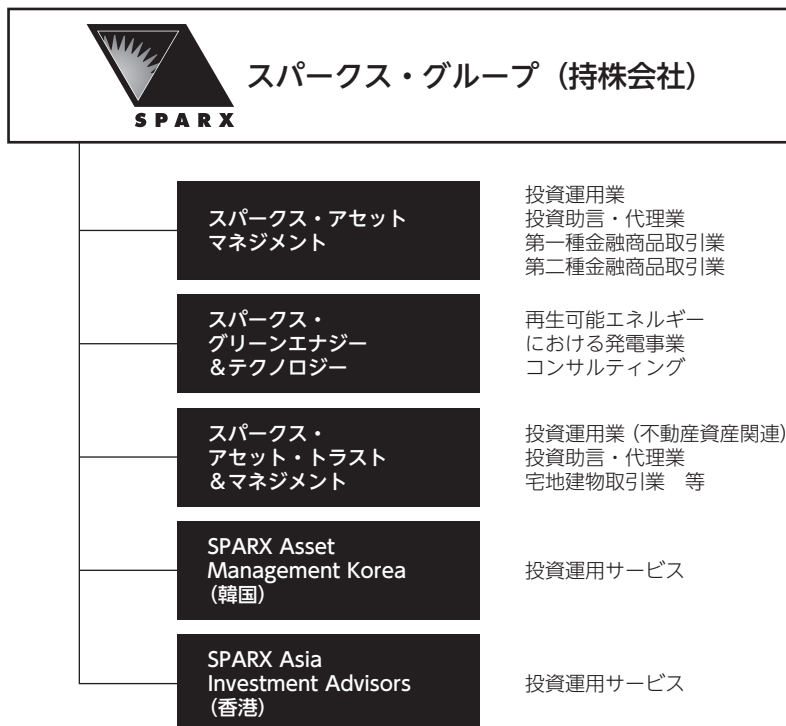 スパークス・グループ（持株会社）
SPARX
スパークス・アセット
マネジメント
投資運用業
投資助言・代理業
第一種金融商品取引業
第二種金融商品取引業
スパークス・
グリーンエナジー
＆テクノロジー
再生可能エネルギー
における発電事業
コンサルティング
スパークス・
アセット・トラスト
＆マネジメント
投資運用業（不動産資産関連）
投資助言・代理業
宅地建物取引業　等
SPARX Asset
Management Korea
（韓国）
投資運用サービス
SPARX Asia
Investment Advisors
（香港）
投資運用サービス